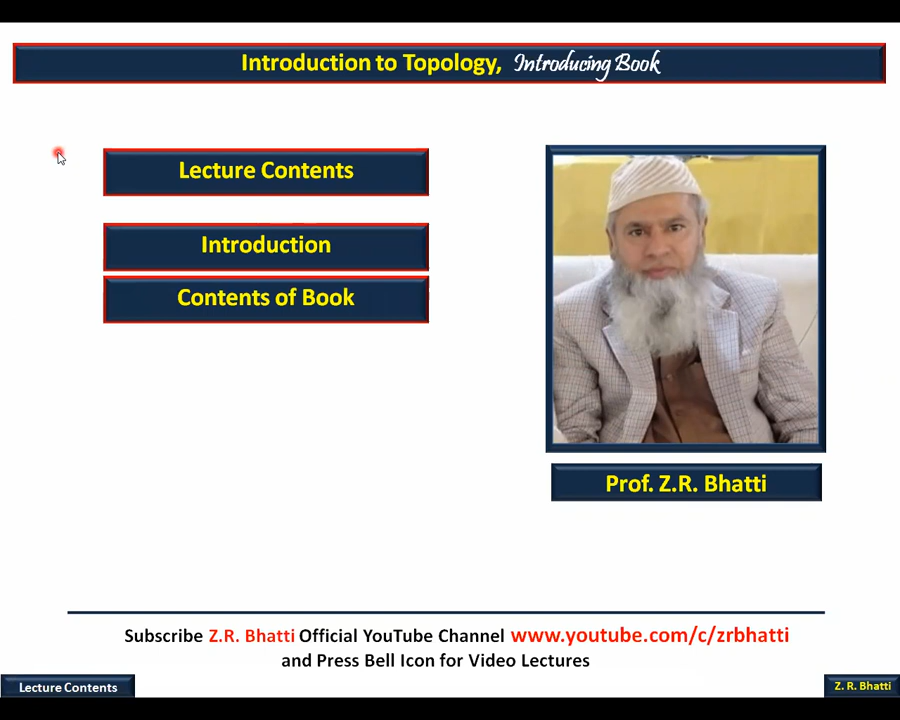 Introduction to Topology, Introducing Book
Lecture Contents
Introduction
Contents of Book
Prof. Z.R. Bhatti
Subscribe Z.R. Bhatti Official YouTube Channel www.youtube.com/c/zrbhatti
and Press Bell Icon for Video Lectures
Lecture Contents
Z. R. Bhatti